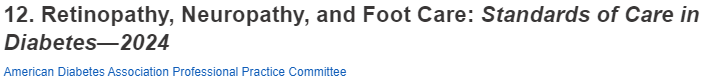 12. Retinopathy, Neuropathy, and Foot Care: Standards of Care in
Diabetes—2024
American Diabetes Association Professional Practice Committee